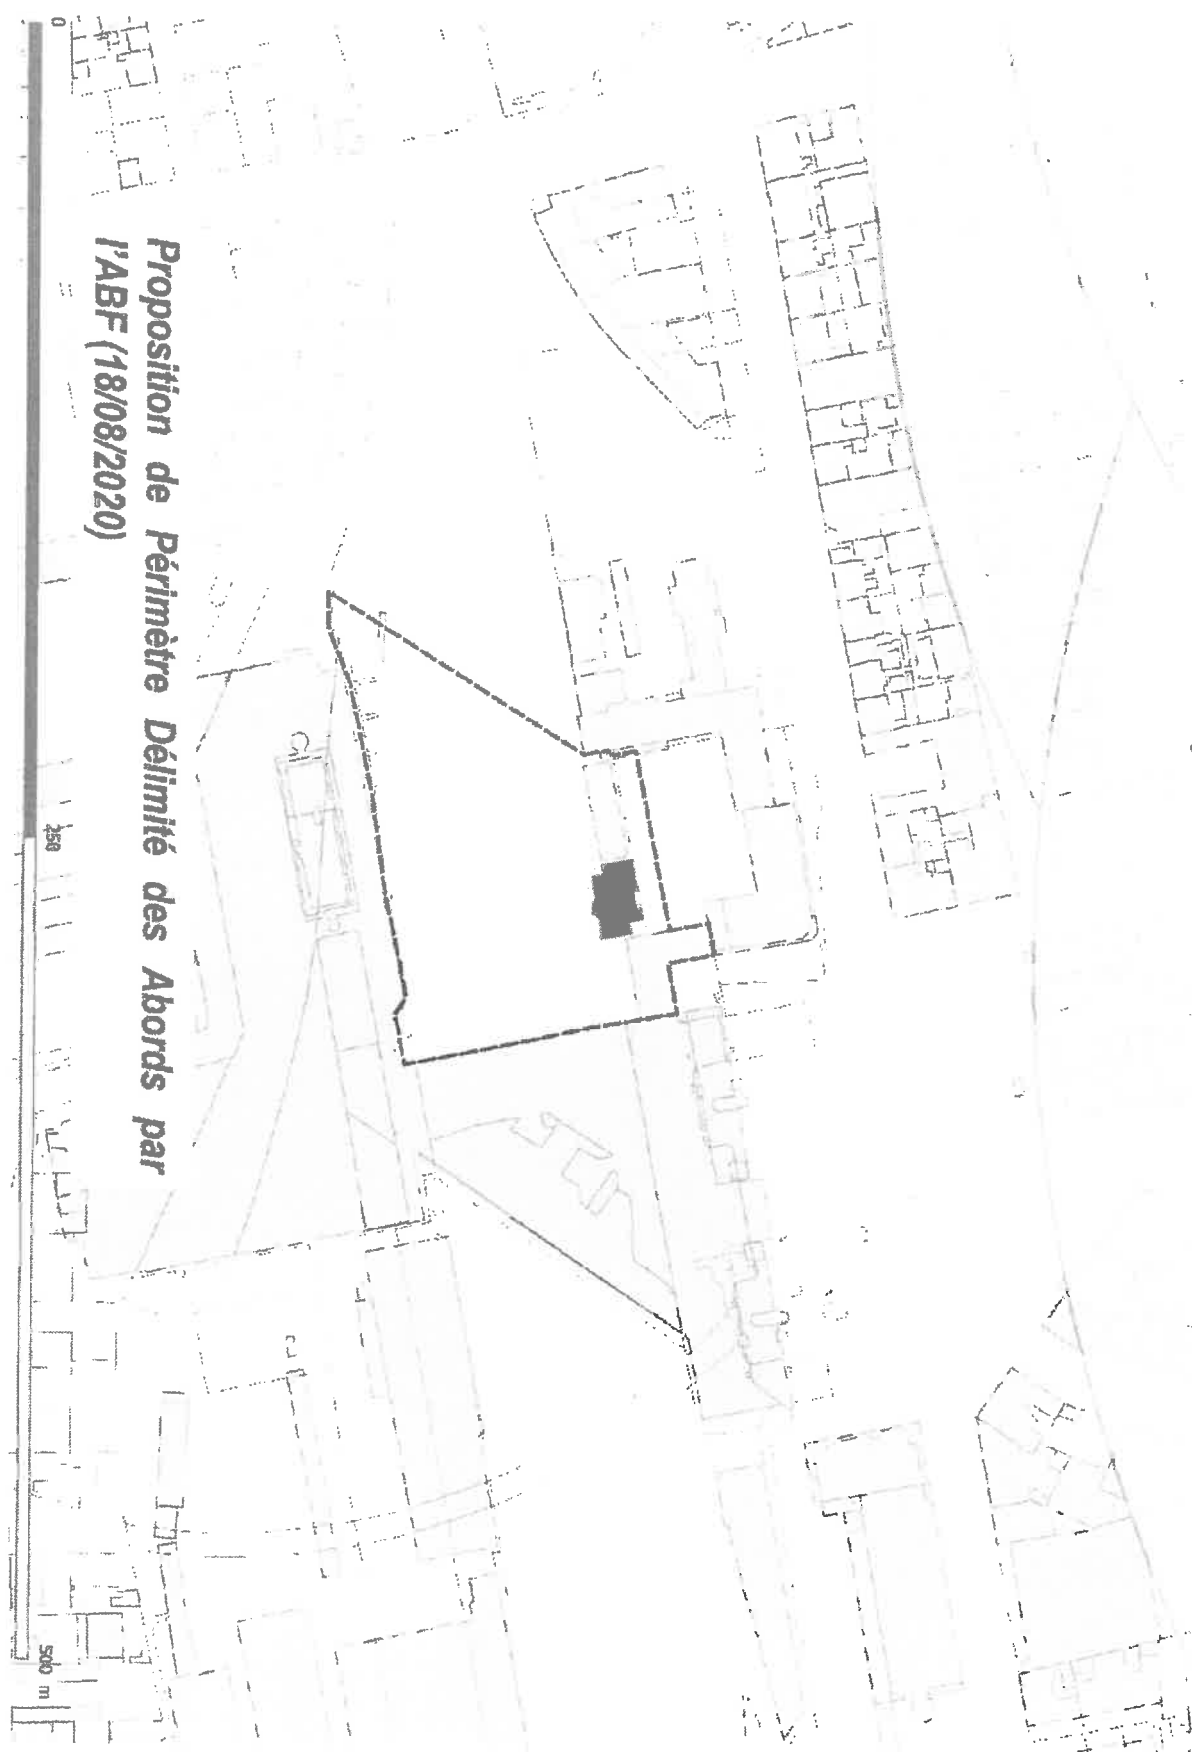 Proposition de Périmètre Délimité des Abords par
l'ABF (18/08/2020)
0
250
500 m